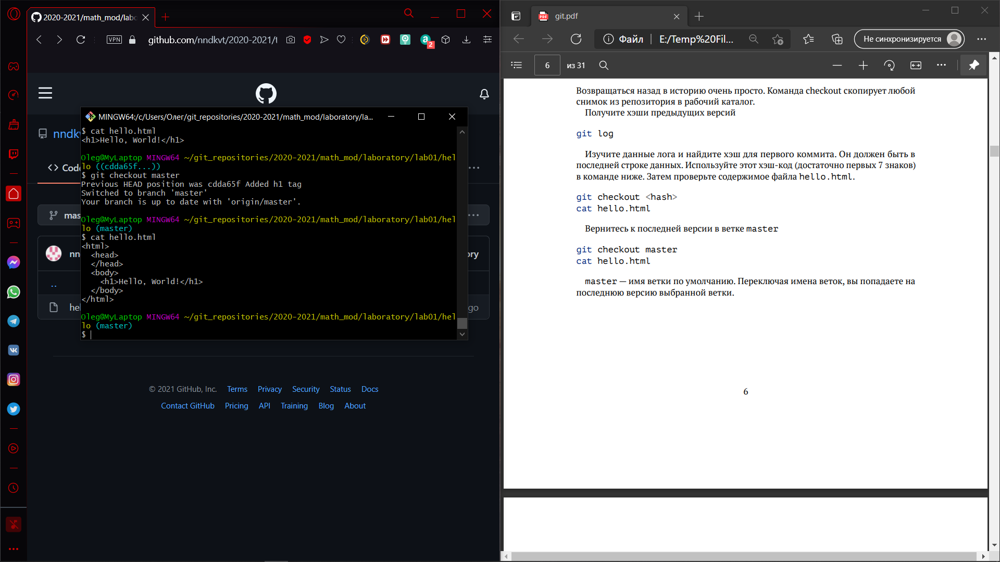 2020-2021/math_mod/labo
VPN
github.com/nndkvt/2020-2021/t
2
nndkv
Code
mas
nn
ory
..
hel
go
MINGW64:/c/Users/Олег/git_repositories/2020-2021/math_mod/laboratory/la...
$ cat hello.html
<h1>Hello, World!</h1>
Oleg@MyLaptop MINGW64 ~/git_repositories/2020-2021/math_mod/laboratory/lab01/hel
lo ((cdda65f...))
$ git checkout master
Previous HEAD position was cdda65f Added h1 tag
Switched to branch 'master'
Your branch is up to date with 'origin/master'.
Oleg@MyLaptop MINGW64 ~/git_repositories/2020-2021/math_mod/laboratory/lab01/hel
lo (master)
$ cat hello.html
<html>
<head>
</head>
<body>
<h1>Hello, World!</h1>
</body>
</html>
Oleg@MyLaptop MINGW64 ~/git_repositories/2020-2021/math_mod/laboratory/lab01/hel
lo (master)
$
© 2021 GitHub, Inc. Terms Privacy Security Status Docs
Contact GitHub Pricing API Training Blog About
PDF
git.pdf
Файл
E:/Temp%20Fil...
Не синхронизируется
6 из 31
Возвращаться назад в историю очень просто. Команда checkout скопирует любой
снимок из репозитория в рабочий каталог.
Получите хэши предыдущих версий
git log
Изучите данные лога и найдите хэш для первого коммита. Он должен быть в
последней строке данных. Используйте этот хэш-код (достаточно первых 7 знаков)
в команде ниже. Затем проверьте содержимое файла hello.html.
git checkout <hash>
cat hello.html
Вернитесь к последней версии в ветке master
git checkout master
cat hello.html
master — имя ветки по умолчанию. Переключая имена веток, вы попадаете на
последнюю версию выбранной ветки.
6